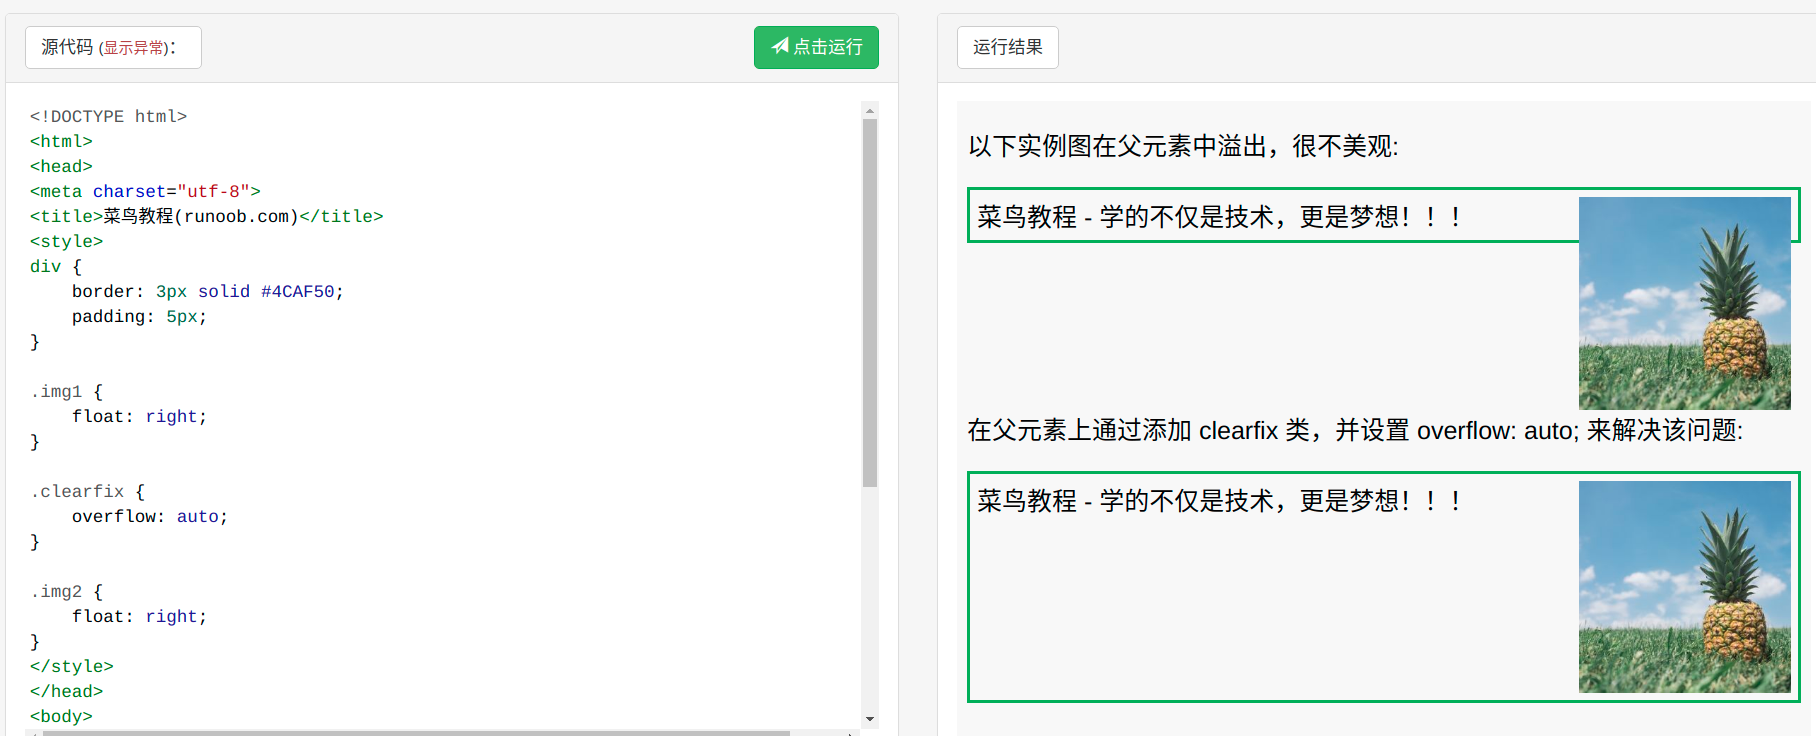 源代码 (显示异常)：
点击运行
<!DOCTYPE html>
<html>
<head>
<meta charset="utf-8">
<title>菜鸟教程(runoob.com)</title>
<style>
div {
    border: 3px solid #4CAF50;
    padding: 5px;
}
.img1 {
    float: right;
}
.clearfix {
    overflow: auto;
}
.img2 {
    float: right;
}
</style>
</head>
<body>
运行结果
以下实例图在父元素中溢出，很不美观:
菜鸟教程 - 学的不仅是技术，更是梦想！！！
在父元素上通过添加 clearfix 类，并设置 overflow: auto; 来解决该问题:
菜鸟教程 - 学的不仅是技术，更是梦想！！！